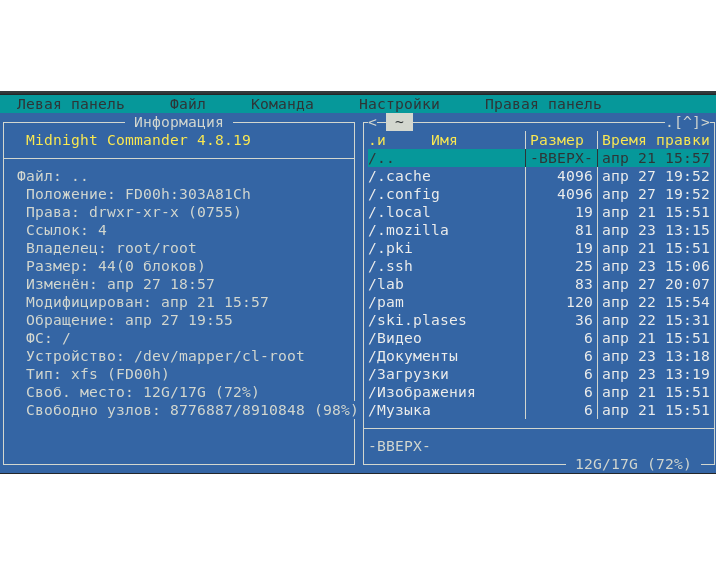 Левая панель Файл Команда Настройки Правая панель
Информация
Midnight Commander 4.8.19
Файл: ..
Положение: FD00h:303A81Ch
Права: drwxr-xr-x (0755)
Ссылок: 4
Владелец: root/root
Размер: 44(0 блоков)
Изменён: апр 27 18:57
Модифицирован: апр 21 15:57
Обращение: апр 27 19:55
ФС: /
Устройство: /dev/mapper/cl-root
Тип: xfs (FD00h)
Своб. место: 12G/17G (72%)
Свободно узлов: 8776887/8910848 (98%)
<─ ~ .[^]>
.и Имя Размер Время правки
/.. -ВВЕРХ- апр 21 15:57
/.cache 4096 апр 27 19:52
/.config 4096 апр 27 19:52
/.local 19 апр 21 15:51
/.mozilla 81 апр 23 13:15
/.pki 19 апр 21 15:51
/.ssh 25 апр 23 15:06
/lab 83 апр 27 20:07
/pam 120 апр 22 15:54
/ski.plases 36 апр 22 15:31
/Видео 6 апр 21 15:51
/Документы 6 апр 23 13:18
/Загрузки 6 апр 23 13:19
/Изображения 6 апр 21 15:51
/Музыка 6 апр 21 15:51
-ВВЕРХ-
12G/17G (72%)